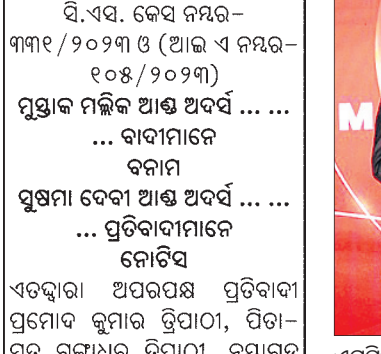 ସି.ଏସ. କେସ ନମ୍ବର–
୩୩୧/୨୦୨୩ ଓ (ଆଇ ଏ ନମ୍ବର–
୧୦୫/୨୦୨୩)
ମୁସ୍ତାକ ମଲ୍ଲିକ ଆଣ୍ଡ ଅଦର୍ସ ... ...
... ବାଦୀମାନେ
ବନାମ
ସୁଷମା ଦେବୀ ଆଣ୍ଡ ଅଦର୍ସ ... ...
... ପ୍ରତିବାଦୀମାନେ
ନୋଟିସ
ଏତଦ୍ଦ୍ୱାରା ଅପରପକ୍ଷ ପ୍ରତିବାଦୀ
ପ୍ରମୋଦ କୁମାର ତ୍ରିପାଠୀ, ପିତା–
M